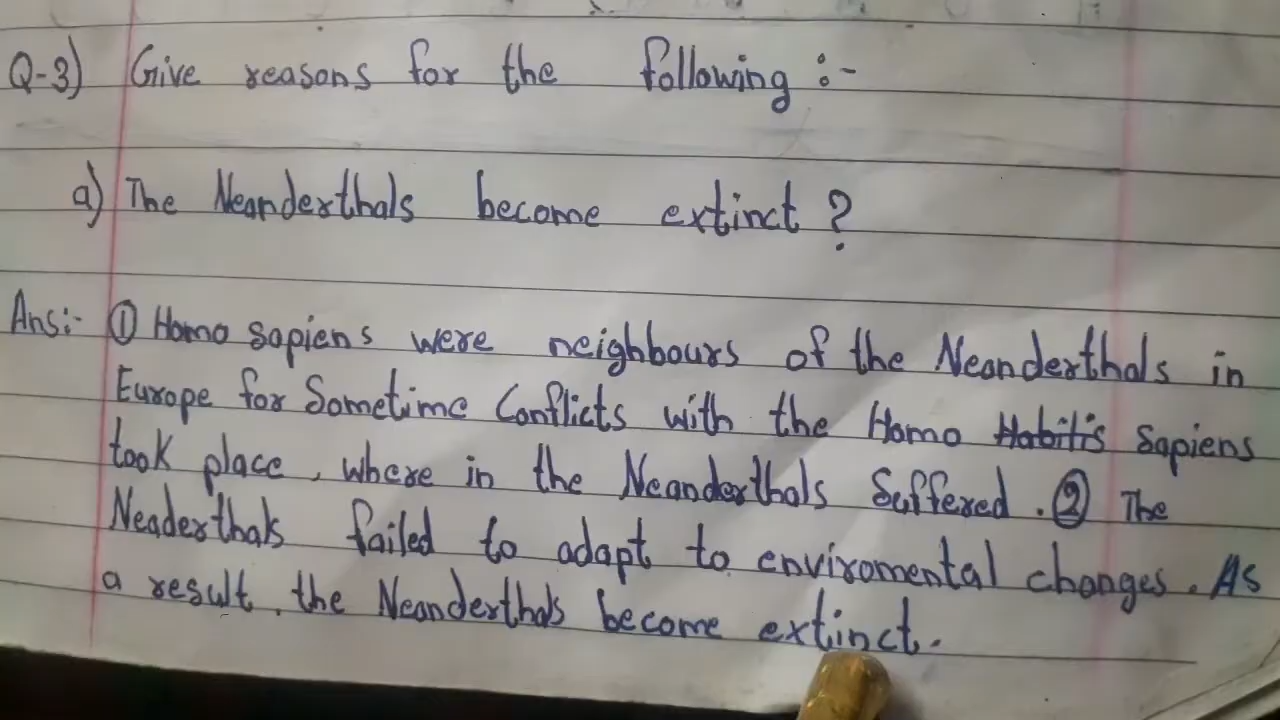 Q-3) Give reasons for the following :-
a) The Neanderthals become extinct ?
Ans:- ① Homo sapiens were neighbours of the Neanderthals in
Europe for Sometime Conflicts with the Homo Habitis Sapiens
took place, where in the Neanderthals Suffered. ② The
Neaderthals failed to adapt to enviromental changes. As
a result, the Neanderthals become extinct.